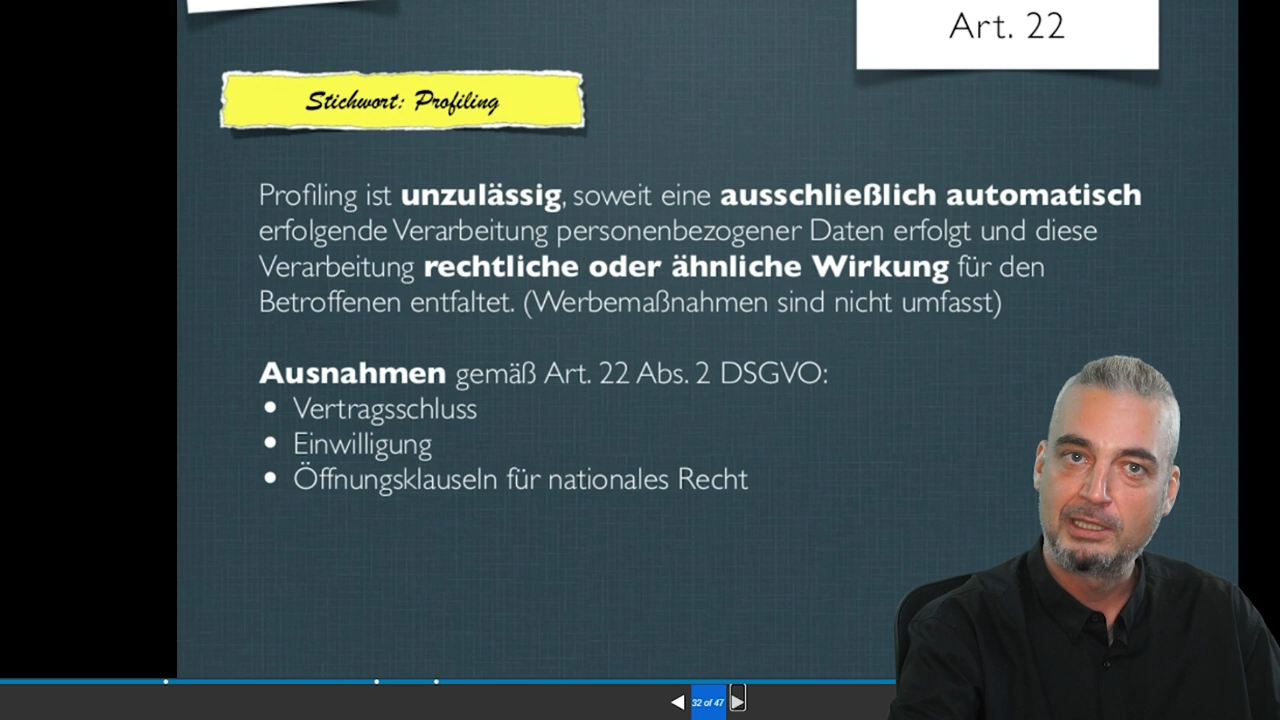 Art. 22
Stichwort: Profiling
Profiling ist unzulässig, soweit eine ausschließlich automatisch
erfolgende Verarbeitung personenbezogener Daten erfolgt und diese
Verarbeitung rechtliche oder ähnliche Wirkung für den
Betroffenen entfaltet. (Werbemaßnahmen sind nicht umfasst)
Ausnahmen gemäß Art. 22 Abs. 2 DSGVO:
• Vertragsschluss
• Einwilligung
• Öffnungsklauseln für nationales Recht
32 of 47